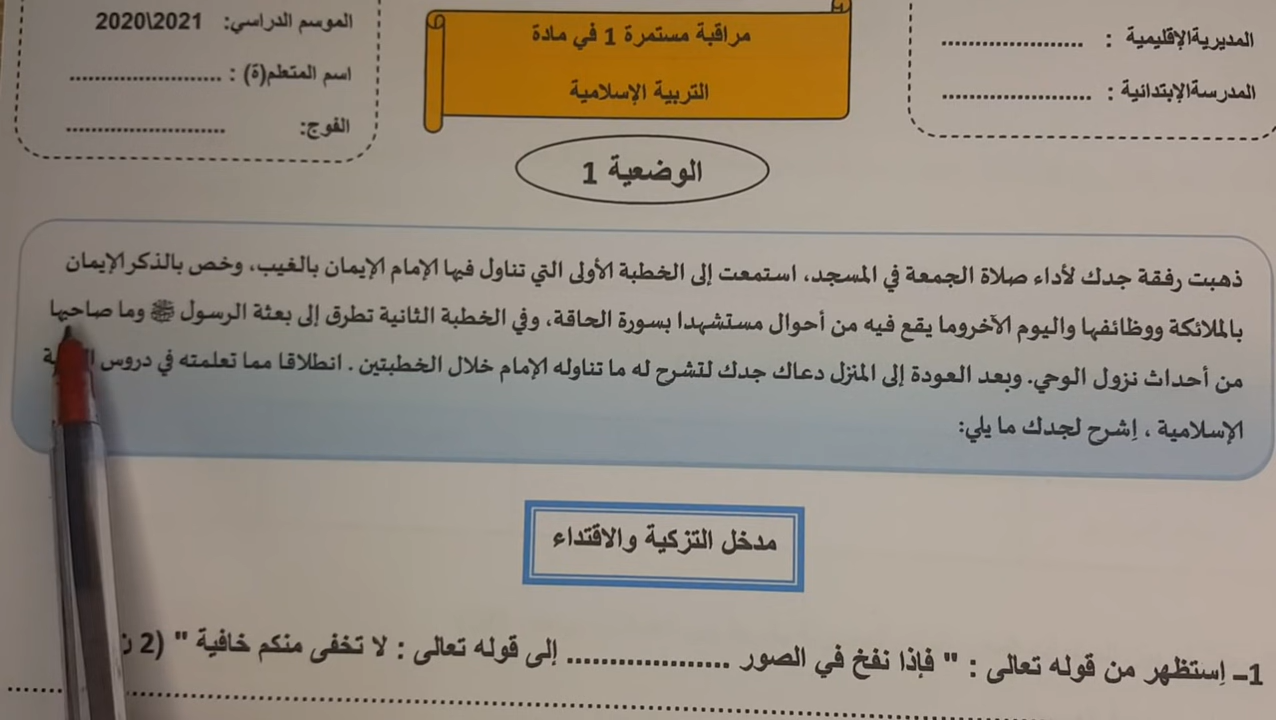 المديرية الإقليمية : ......................
المدرسة الإبتدائية : ......................
مراقبة مستمرة 1 في مادة
التربية الإسلامية
الموسم الدراسي: 2020\2021
اسم المتعلم(ة) : ......................
الفوج: ......................
الوضعية 1
ذهبت رفقة جدك لأداء صلاة الجمعة في المسجد، استمعت إلى الخطبة الأولى التي تناول فيها الإمام الإيمان بالغيب، وخص بالذكر الإيمان
بالملائكة ووظائفها واليوم الآخر وما يقع فيه من أحوال مستشهدا بسورة الحاقة، وفي الخطبة الثانية تطرق إلى بعثة الرسول ﷺ وما صاحبها
من أحداث نزول الوحي. وبعد العودة إلى المنزل دعاك جدك لتشرح له ما تناوله الإمام خلال الخطبتين . انطلاقا مما تعلمته في دروس
الإسلامية ، اِشرح لجدك ما يلي:
مدخل التزكية والاقتداء
1– اِستظهر من قوله تعالى : " فإذا نفخ في الصور ................... إلى قوله تعالى : لا تخفى منكم خافية " (2 ن